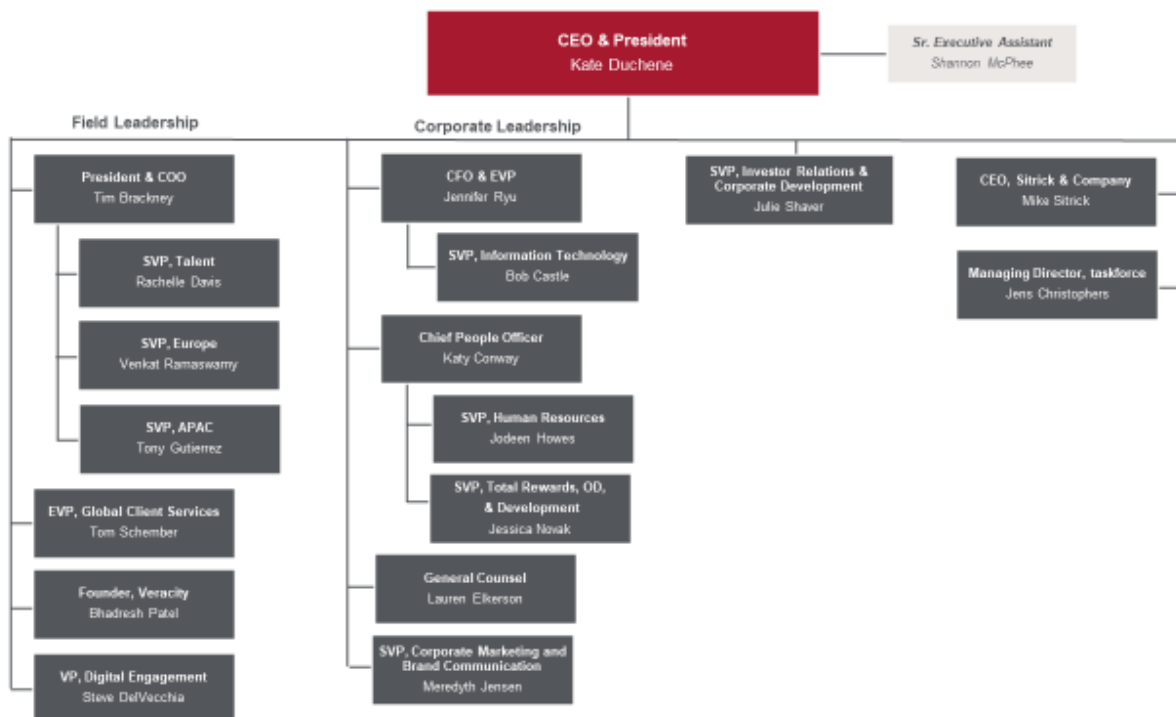 CEO & President
Kate Duchene
Sr. Executive Assistant
Shannon McPhee
Field Leadership
Corporate Leadership
President & COO
Tim Brackney
SVP, Talent
Rachelle Davis
SVP, Europe
Venkat Ramaswamy
SVP, APAC
Tony Gutierrez
EVP, Global Client Services
Tom Schember
Founder, Veracity
Bhadresh Patel
VP, Digital Engagement
Steve DelVecchia
CFO & EVP
Jennifer Ryu
SVP, Information Technology
Bob Castle
Chief People Officer
Katy Conway
SVP, Human Resources
Jodeen Howes
SVP, Total Rewards, OD,
& Development
Jessica Novak
General Counsel
Lauren Elkerson
SVP, Corporate Marketing and
Brand Communication
Meredyth Jensen
SVP, Investor Relations &
Corporate Development
Julie Shaver
CEO, Sitrick & Company
Mike Sitrick
Managing Director, taskforce
Jens Christophers